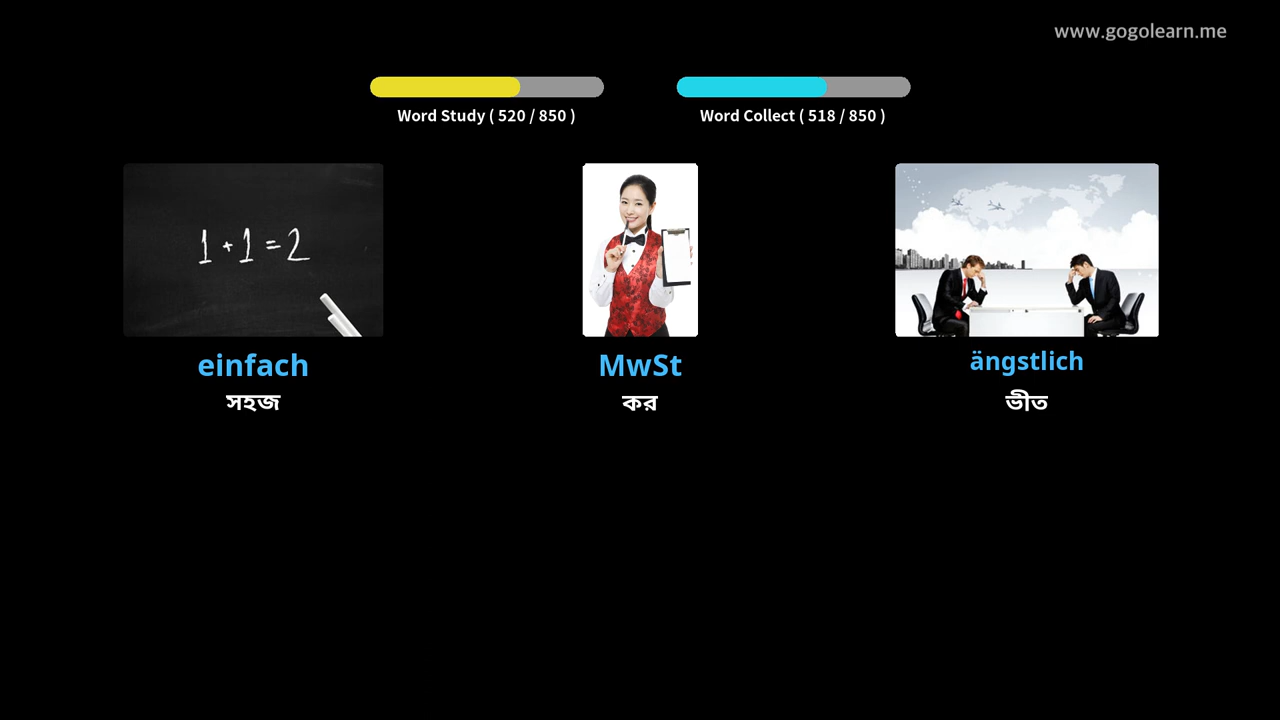 www.gogolearn.me
Word Study ( 520 / 850 )
Word Collect ( 518 / 850 )
1 + 1 = 2
einfach
MwSt
ängstlich
সহজ
কর
ভীত